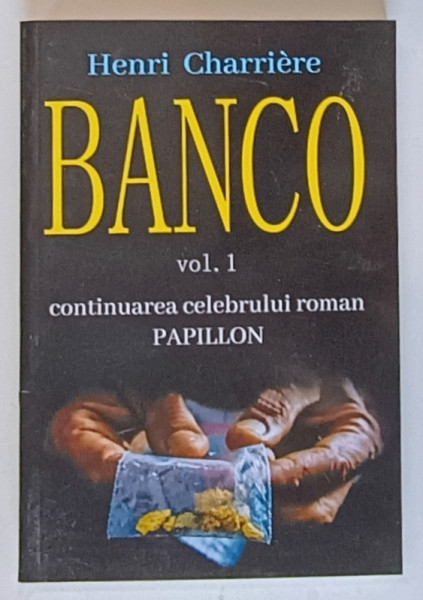 Henri Charrière
BANCO
vol. 1
continuarea celebrului roman
PAPILLON